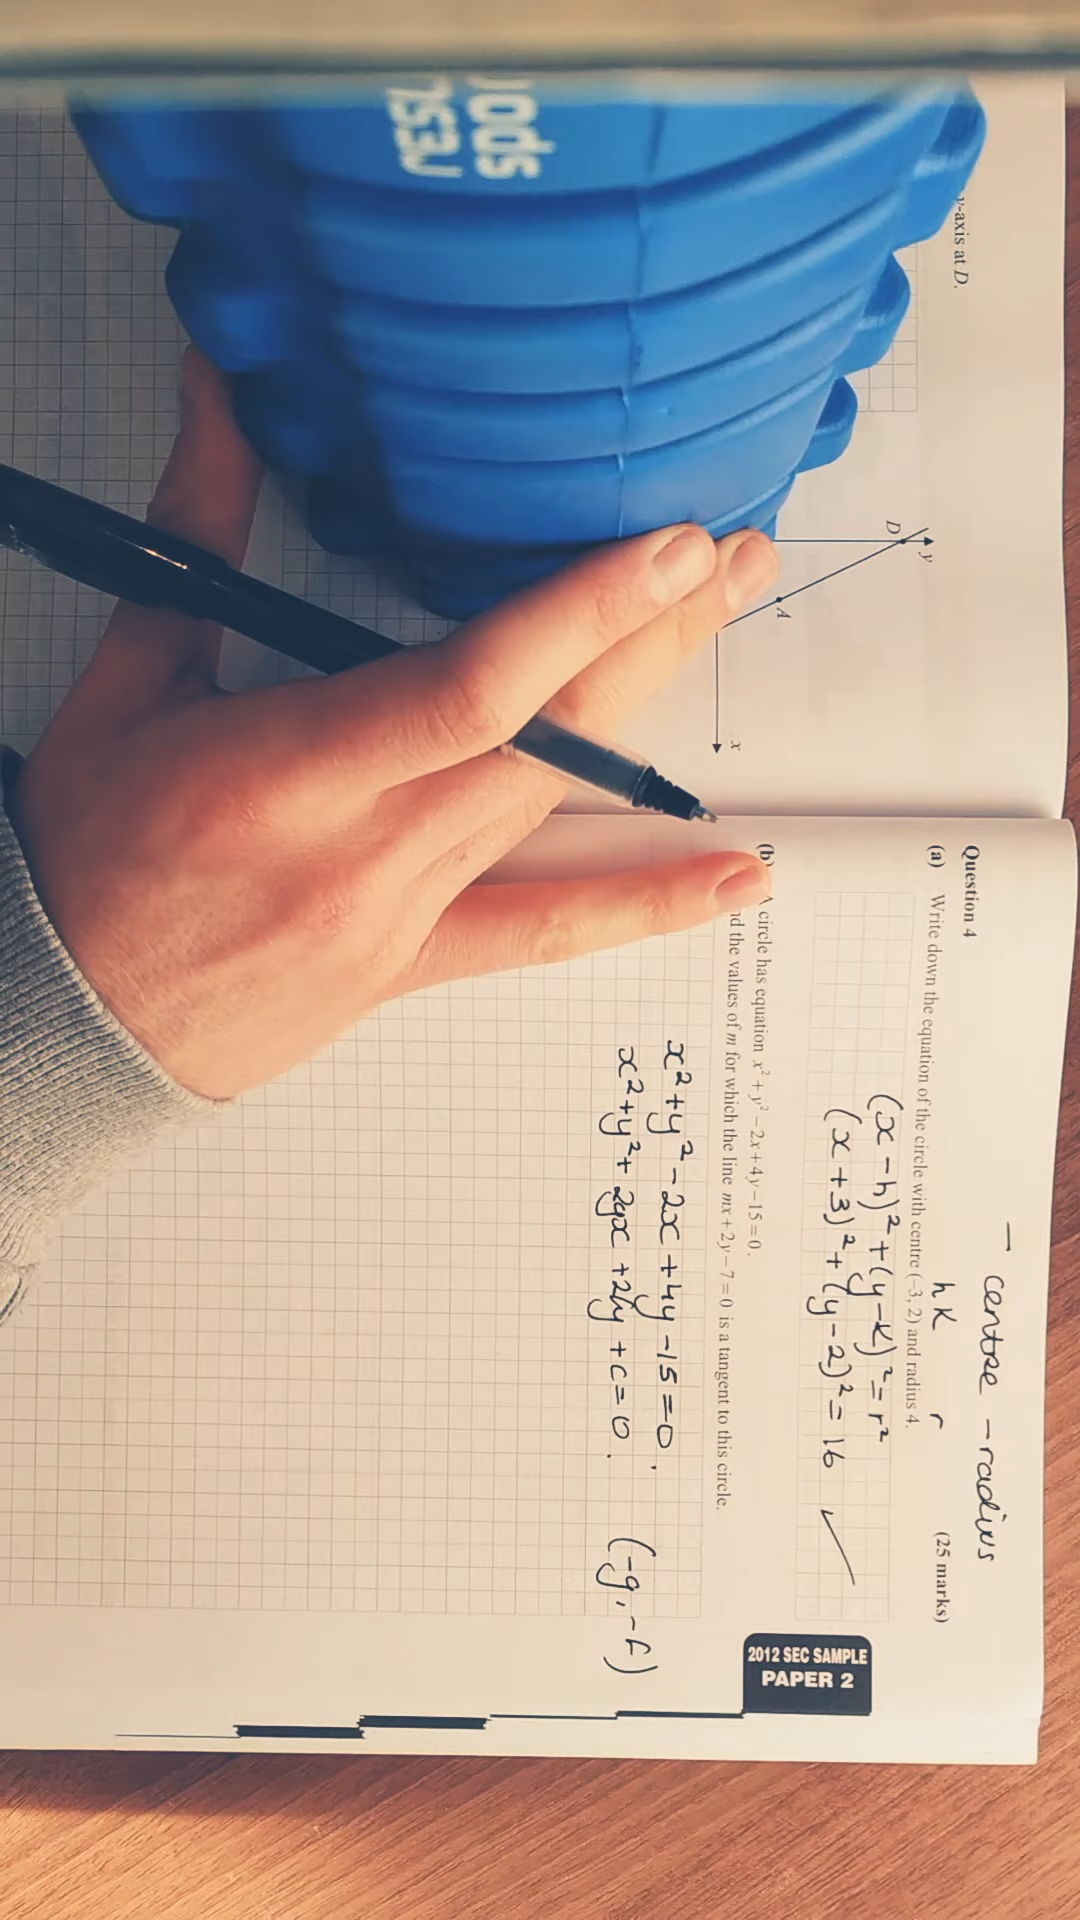 y-axis at D.
D
y
A
x
– centre – radius
Question 4
(25 marks)
h k r
(a) Write down the equation of the circle with centre (−3, 2) and radius 4.
(x − h)² + (y − k)² = r²
(x + 3)² + (y − 2)² = 16 ✓
(b) A circle has equation x² + y² − 2x + 4y − 15 = 0.
the values of m for which the line mx + 2y − 7 = 0 is a tangent to this circle.
x² + y² − 2x + 4y − 15 = 0.
x² + y² + 2gx + 2fy + c = 0. (−g, −f)
2012 SEC SAMPLE
PAPER 2